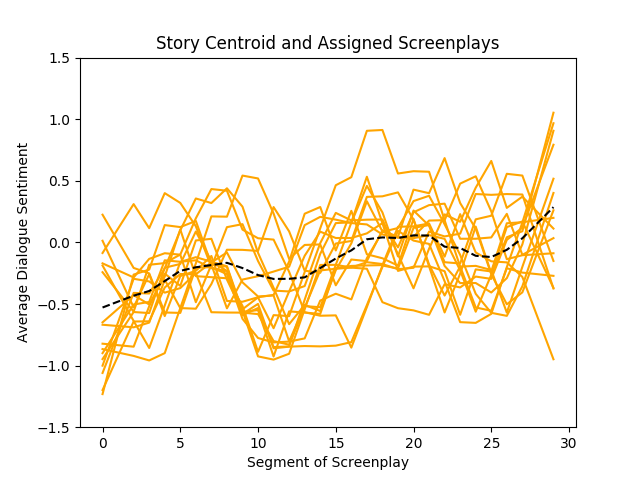 Story Centroid and Assigned Screenplays
1.5
1.0
0.5
0.0
−0.5
−1.0
−1.5
Average Dialogue Sentiment
0 5 10 15 20 25 30
Segment of Screenplay